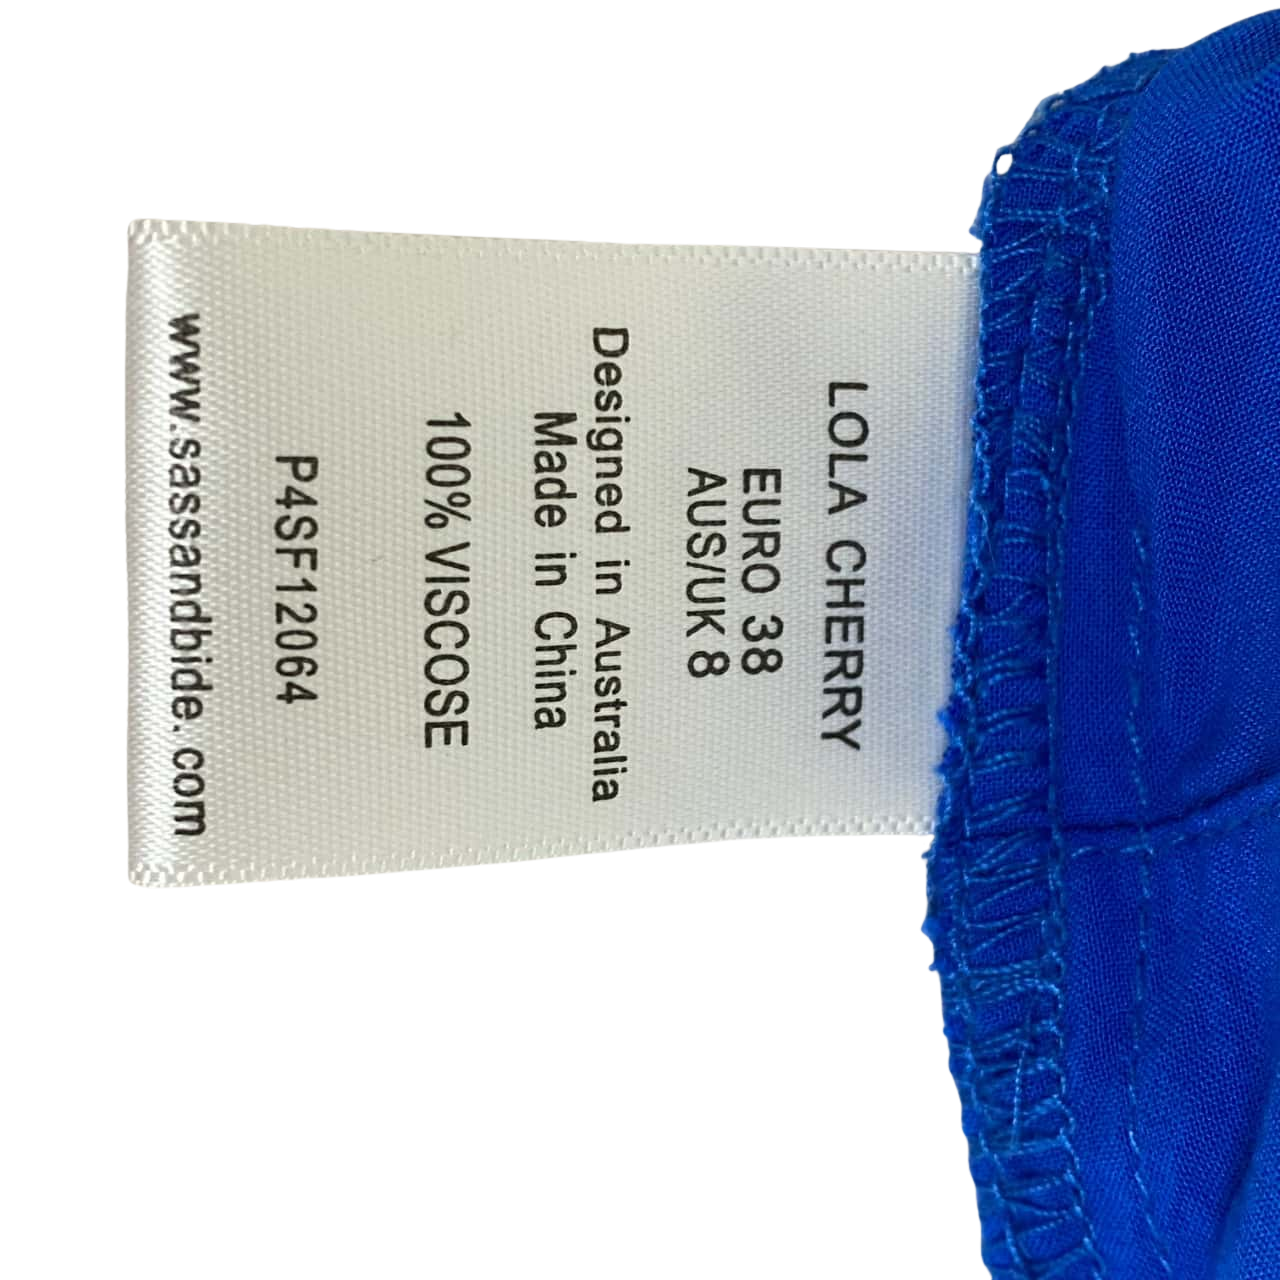 LOLA CHERRY
EURO 38
AUS/UK 8
Designed in Australia
Made in China
100% VISCOSE
P4SF12064
www.sassandbide.com